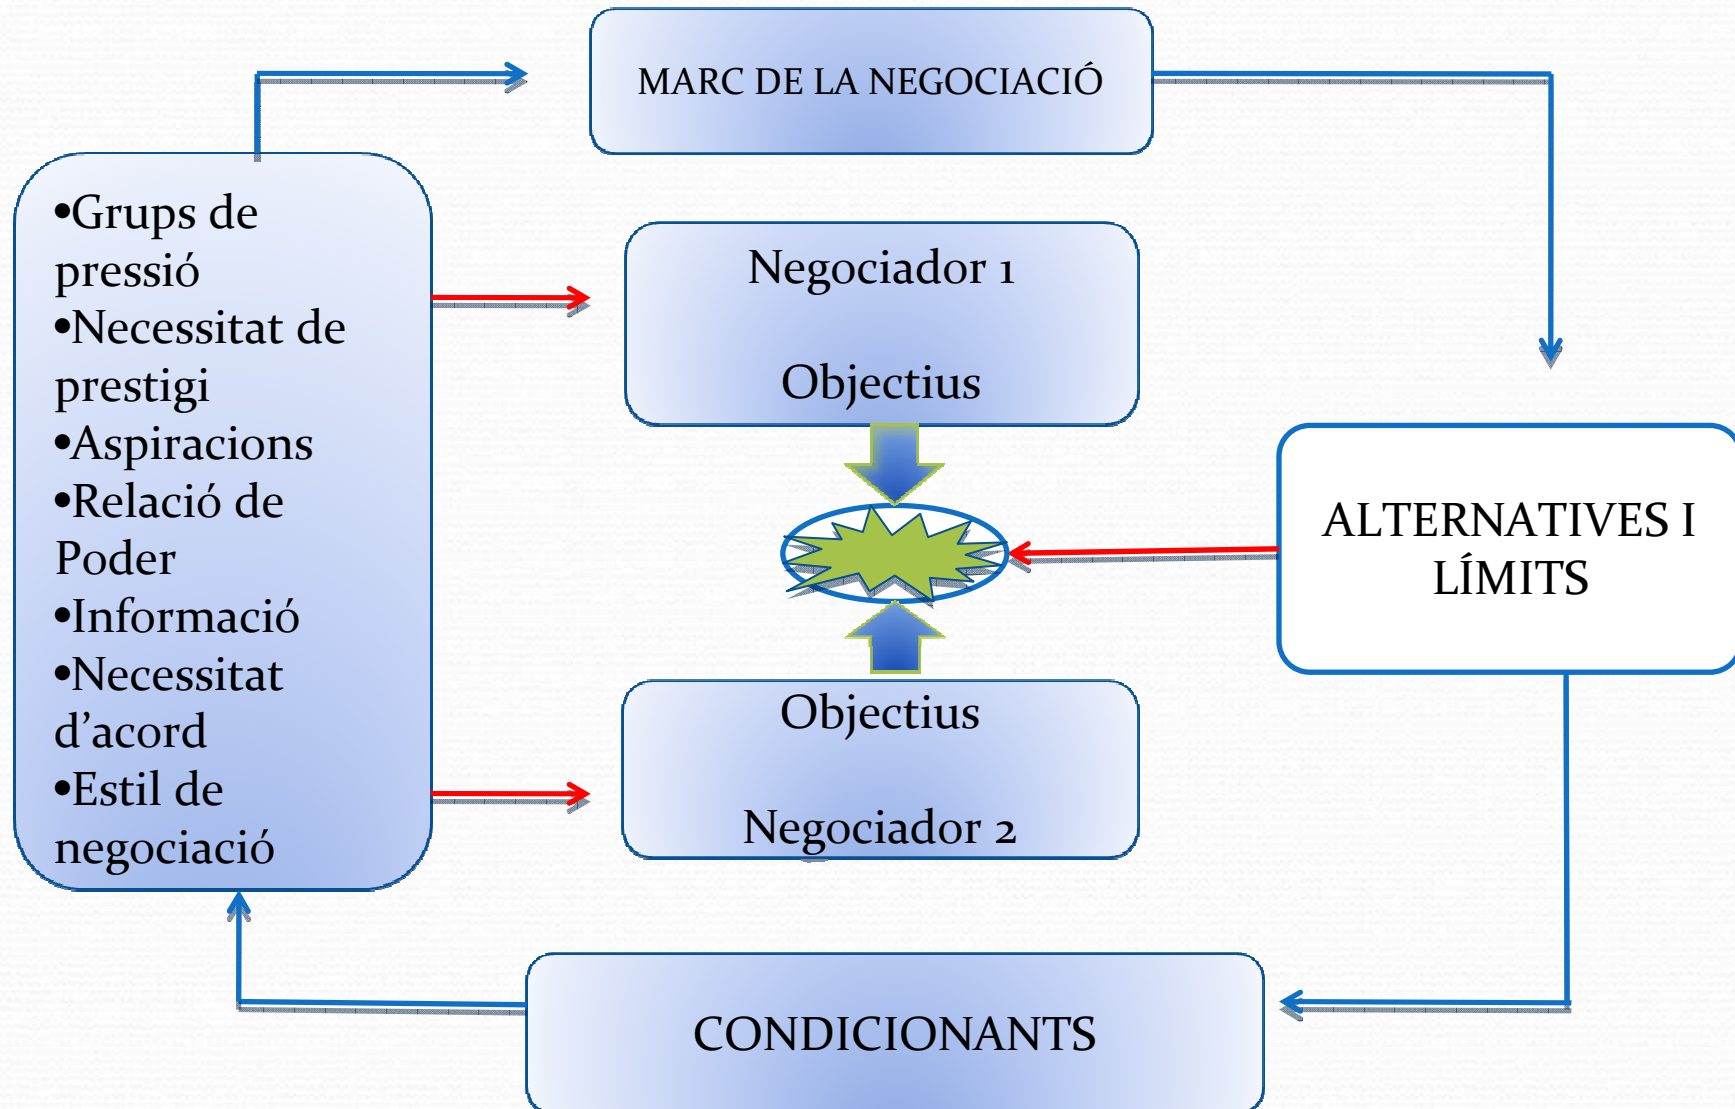 MARC DE LA NEGOCIACIÓ
•Grups de
pressió
•Necessitat de
prestigi
•Aspiracions
•Relació de
Poder
•Informació
•Necessitat
d’acord
•Estil de
negociació
Negociador 1
Objectius
ALTERNATIVES I
LÍMITS
Objectius
Negociador 2
CONDICIONANTS